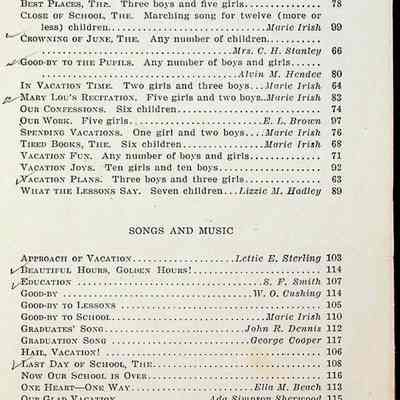 BEST PLACES, THE. Three boys and five girls............... 78
CLOSE OF SCHOOL, THE. Marching song for twelve (more or
less) children..............................Marie Irish 99
CROWNING OF JUNE, THE. Any number of children............
.......................................Mrs. C. H. Stanley 66
GOOD-BY TO THE PUPILS. Any number of boys and girls......
.......................................Alvin M. Hendee 80
IN VACATION TIME. Two girls and three boys...Marie Irish 64
MARY LOU'S RECITATION. Five girls and two boys..Marie Irish 83
OUR CONFESSIONS. Six children........................... 74
OUR WORK. Five girls..........................E. L. Brown 97
SPENDING VACATIONS. One girl and two boys....Marie Irish 76
TIRED BOOKS, THE. Six children...............Marie Irish 68
VACATION FUN. Any number of boys and girls............... 71
VACATION JOYS. Ten girls and ten boys.................... 92
VACATION PLANS. Three boys and three girls............... 63
WHAT THE LESSONS SAY. Seven children...Lizzie M. Hadley 89
SONGS AND MUSIC
APPROACH OF VACATION....................Lettie E. Sterling 103
BEAUTIFUL HOURS, GOLDEN HOURS!......................... 114
EDUCATION ....................................S. F. Smith 107
GOOD-BY ....................................W. O. Cushing 114
GOOD-BY TO LESSONS ..................................... 105
GOOD-BY TO SCHOOL...........................Marie Irish 110
GRADUATES' SONG..........................John R. Dennis 112
GRADUATION SONG ..........................George Cooper 117
HAIL, VACATION! ........................................ 106
LAST DAY OF SCHOOL, THE................................. 108
NOW OUR SCHOOL IS OVER.................................. 116
ONE HEART—ONE WAY.........................Ella M. Beach 113
OUR GLAD VACATION..................Ada Simpson Sherwood 115